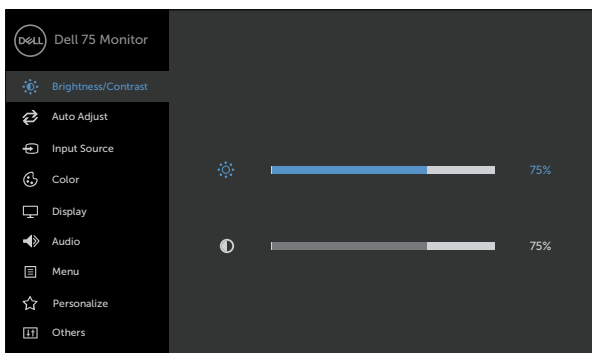 DELL Dell 75 Monitor
Brightness/Contrast
Auto Adjust
Input Source
Color
Display
Audio
Menu
Personalize
Others
75%
75%